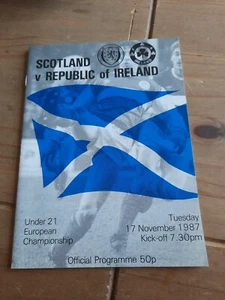 SCOTLAND
v REPUBLIC of IRELAND
Under 21
European
Championship
Tuesday
17 November 1987
Kick-off 7.30pm
Official Programme 50p